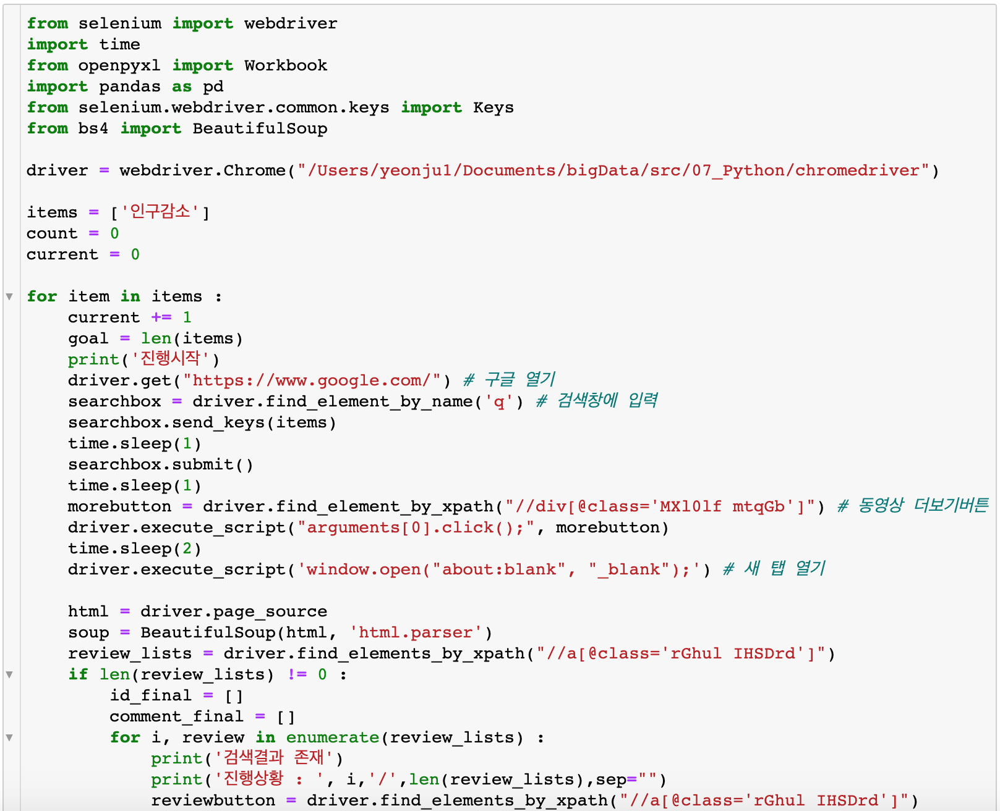 from selenium import webdriver
import time
from openpyxl import Workbook
import pandas as pd
from selenium.webdriver.common.keys import Keys
from bs4 import BeautifulSoup

driver = webdriver.Chrome("/Users/yeonju1/Documents/bigData/src/07_Python/chromedriver")

items = ['인구감소']
count = 0
current = 0

for item in items :
    current += 1
    goal = len(items)
    print('진행시작')
    driver.get("https://www.google.com/") # 구글 열기
    searchbox = driver.find_element_by_name('q') # 검색창에 입력
    searchbox.send_keys(items)
    time.sleep(1)
    searchbox.submit()
    time.sleep(1)
    morebutton = driver.find_element_by_xpath("//div[@class='MXl0lf mtqGb']") # 동영상 더보기버튼
    driver.execute_script("arguments[0].click();", morebutton)
    time.sleep(2)
    driver.execute_script('window.open("about:blank", "_blank");') # 새 탭 열기

    html = driver.page_source
    soup = BeautifulSoup(html, 'html.parser')
    review_lists = driver.find_elements_by_xpath("//a[@class='rGhul IHSDrd']")
    if len(review_lists) != 0 :
        id_final = []
        comment_final = []
        for i, review in enumerate(review_lists) :
            print('검색결과 존재')
            print('진행상황 : ', i,'/',len(review_lists),sep="")
            reviewbutton = driver.find_elements_by_xpath("//a[@class='rGhul IHSDrd']")